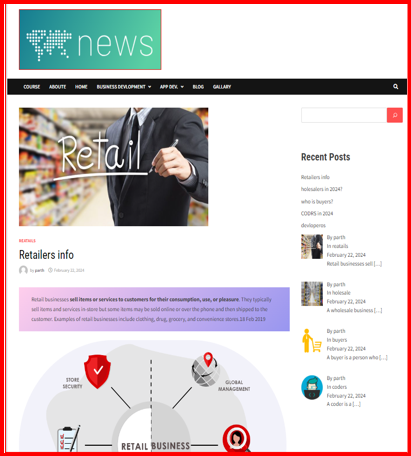 news
COURSE ABOUTE HOME BUSINESS DEVLOPMENT APP DEV. BLOG GALLARY
Retail
Recent Posts
Retailers info
holesalers in 2024?
who is buyers?
CODRS in 2024
devloperss
By parth
In reatails
February 22, 2024
Retail businesses sell […]
By parth
In holesale
February 22, 2024
A wholesale business […]
By parth
In buyers
February 22, 2024
A buyer is a person who […]
By parth
In coders
February 22, 2024
A coder is a […]
REATAILS
Retailers info
by parth February 22, 2024
Retail businesses sell items or services to customers for their consumption, use, or pleasure. They typically
sell items and services in-store but some items may be sold online or over the phone and then shipped to the
customer. Examples of retail businesses include clothing, drug, grocery, and convenience stores.18 Feb 2019
STORE
SECURITY
GLOBAL
MANAGEMENT
RETAIL BUSINESS